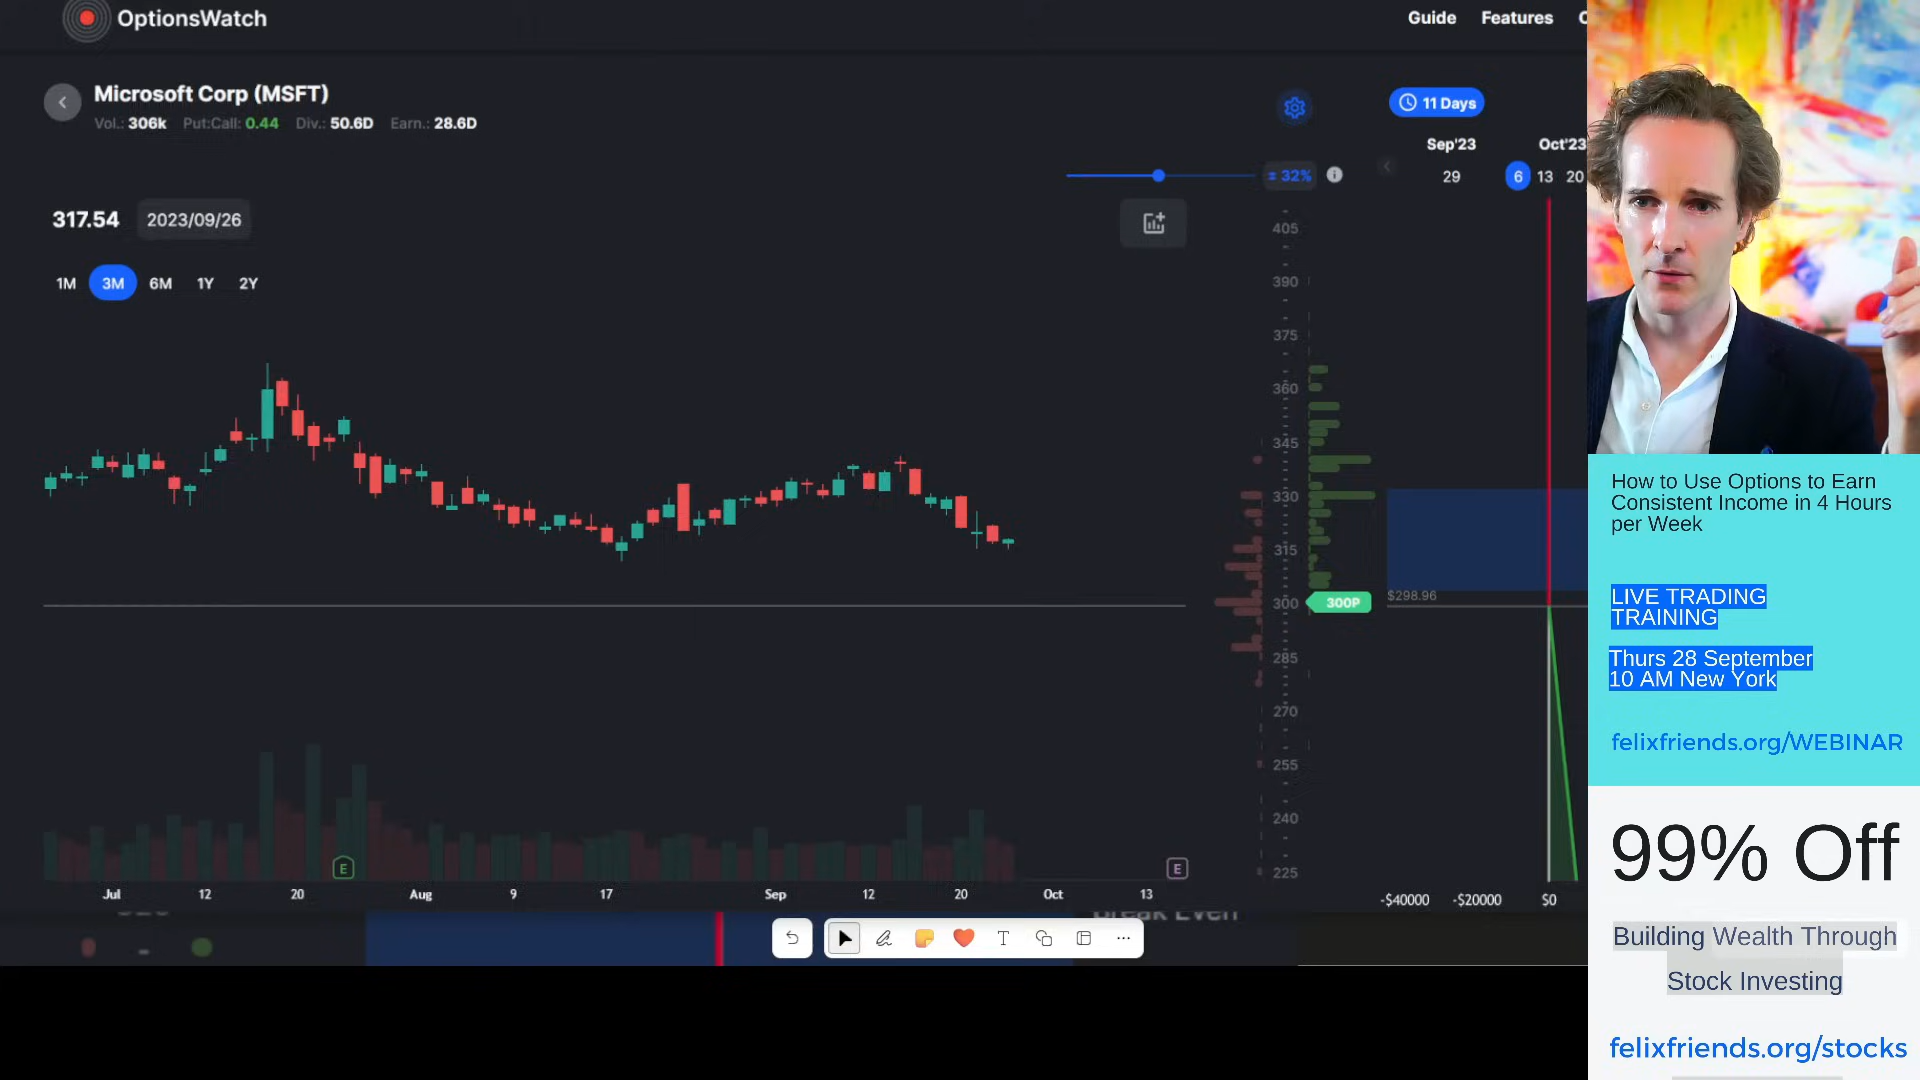 OptionsWatch
Guide Features
Microsoft Corp (MSFT)
Vol.: 306k Put:Call: 0.44 Div.: 50.6D Earn.: 28.6D
11 Days
Sep'23 Oct'23
29 6 13 20
± 32%
317.54 2023/09/26
1M 3M 6M 1Y 2Y
405
390
375
360
345
330
315
300
285
270
255
240
225
300P
$298.96
E
E
Jul 12 20 Aug 9 17 Sep 12 20 Oct 13
-$40000 -$20000 $0
Break Even
T
How to Use Options to Earn
Consistent Income in 4 Hours
per Week
LIVE TRADING
TRAINING
Thurs 28 September
10 AM New York
felixfriends.org/WEBINAR
99% Off
Building Wealth Through
Stock Investing
felixfriends.org/stocks